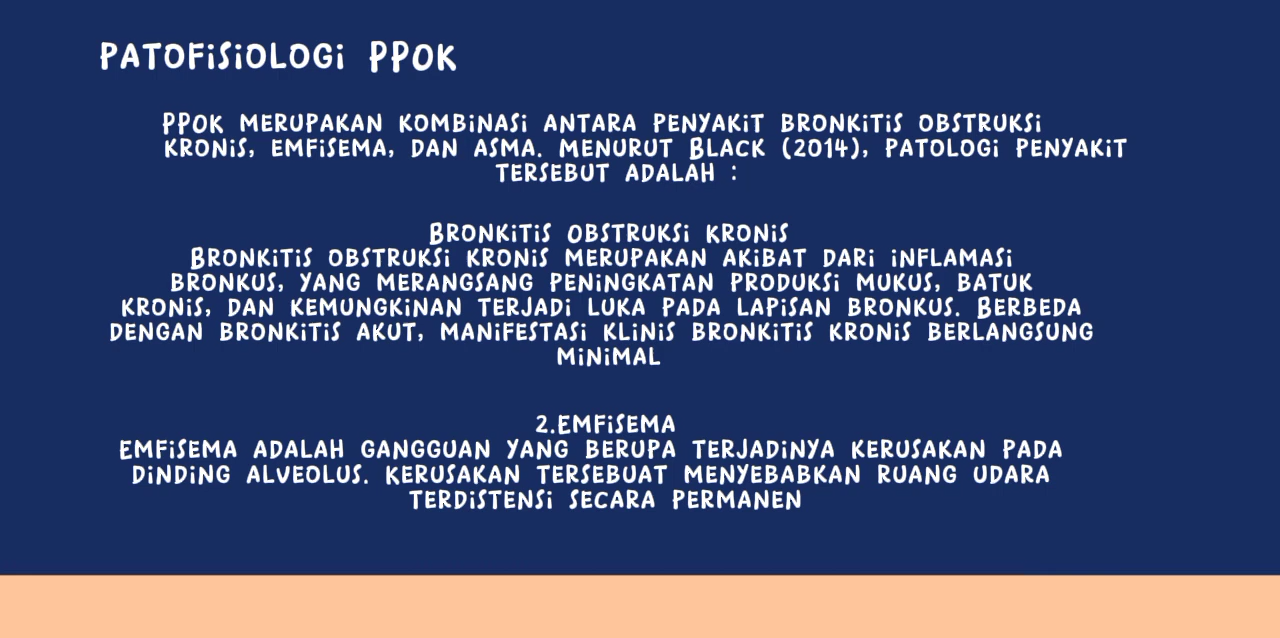 Patofisiologi PPOK
PPOK merupakan kombinasi antara penyakit bronkitis obstruksi
kronis, emfisema, dan asma. Menurut Black (2014), patologi penyakit
tersebut adalah :
Bronkitis obstruksi kronis
Bronkitis obstruksi kronis merupakan akibat dari inflamasi
bronkus, yang merangsang peningkatan produksi mukus, batuk
kronis, dan kemungkinan terjadi luka pada lapisan bronkus. Berbeda
dengan bronkitis akut, manifestasi klinis bronkitis kronis berlangsung
minimal
2.Emfisema
Emfisema adalah gangguan yang berupa terjadinya kerusakan pada
dinding alveolus. Kerusakan tersebuat menyebabkan ruang udara
terdistensi secara permanen